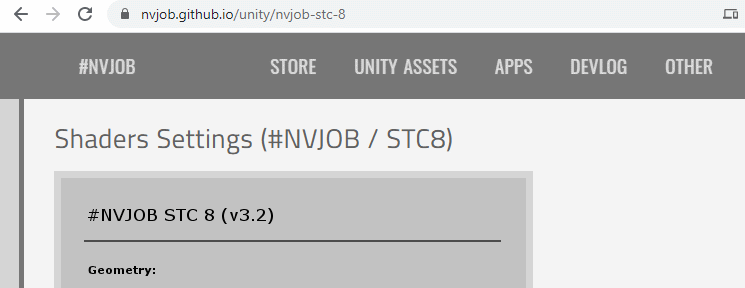 nvjob.github.io/unity/nvjob-stc-8
#NVJOB STORE UNITY ASSETS APPS DEVLOG OTHER
Shaders Settings (#NVJOB / STC8)
#NVJOB STC 8 (v3.2)
Geometry: